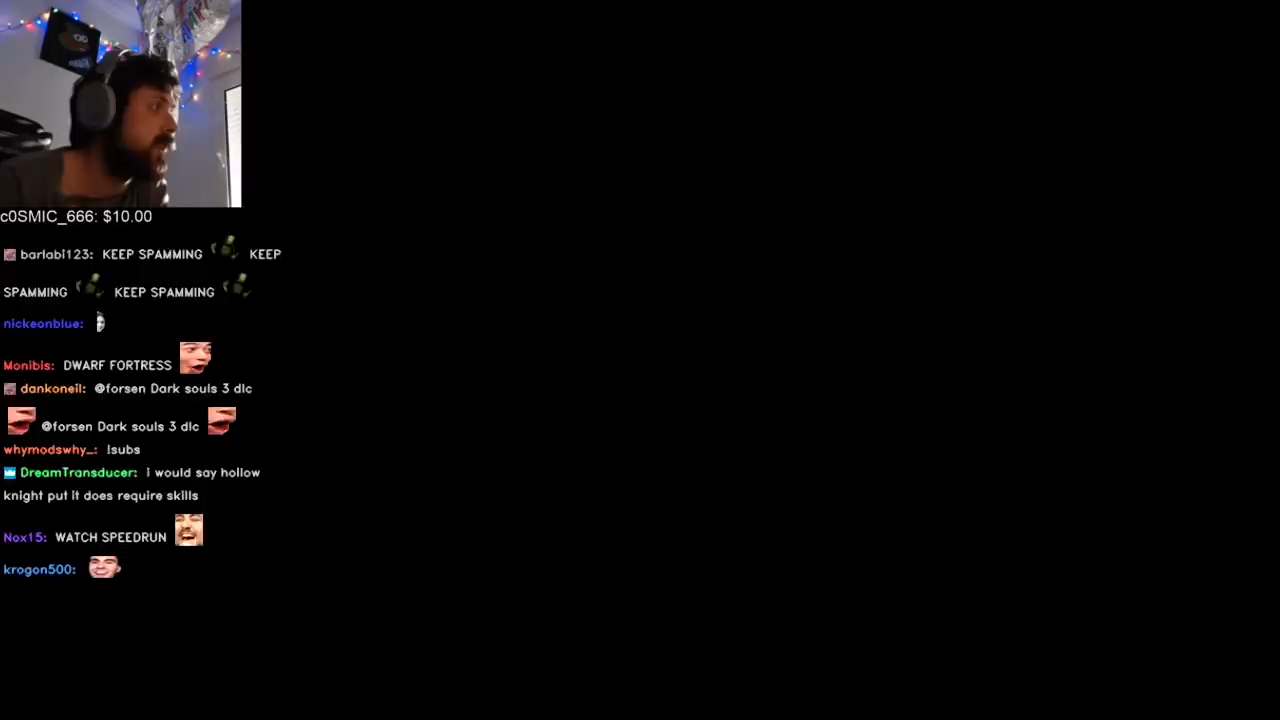 c0SMIC_666: $10.00
barlabi123: KEEP SPAMMING KEEP
SPAMMING KEEP SPAMMING
nickeonblue:
Monibis: DWARF FORTRESS
dankoneil: @forsen Dark souls 3 dlc
@forsen Dark souls 3 dlc
whymodswhy_: !subs
DreamTransducer: i would say hollow
knight put it does require skills
Nox15: WATCH SPEEDRUN
krogon500: